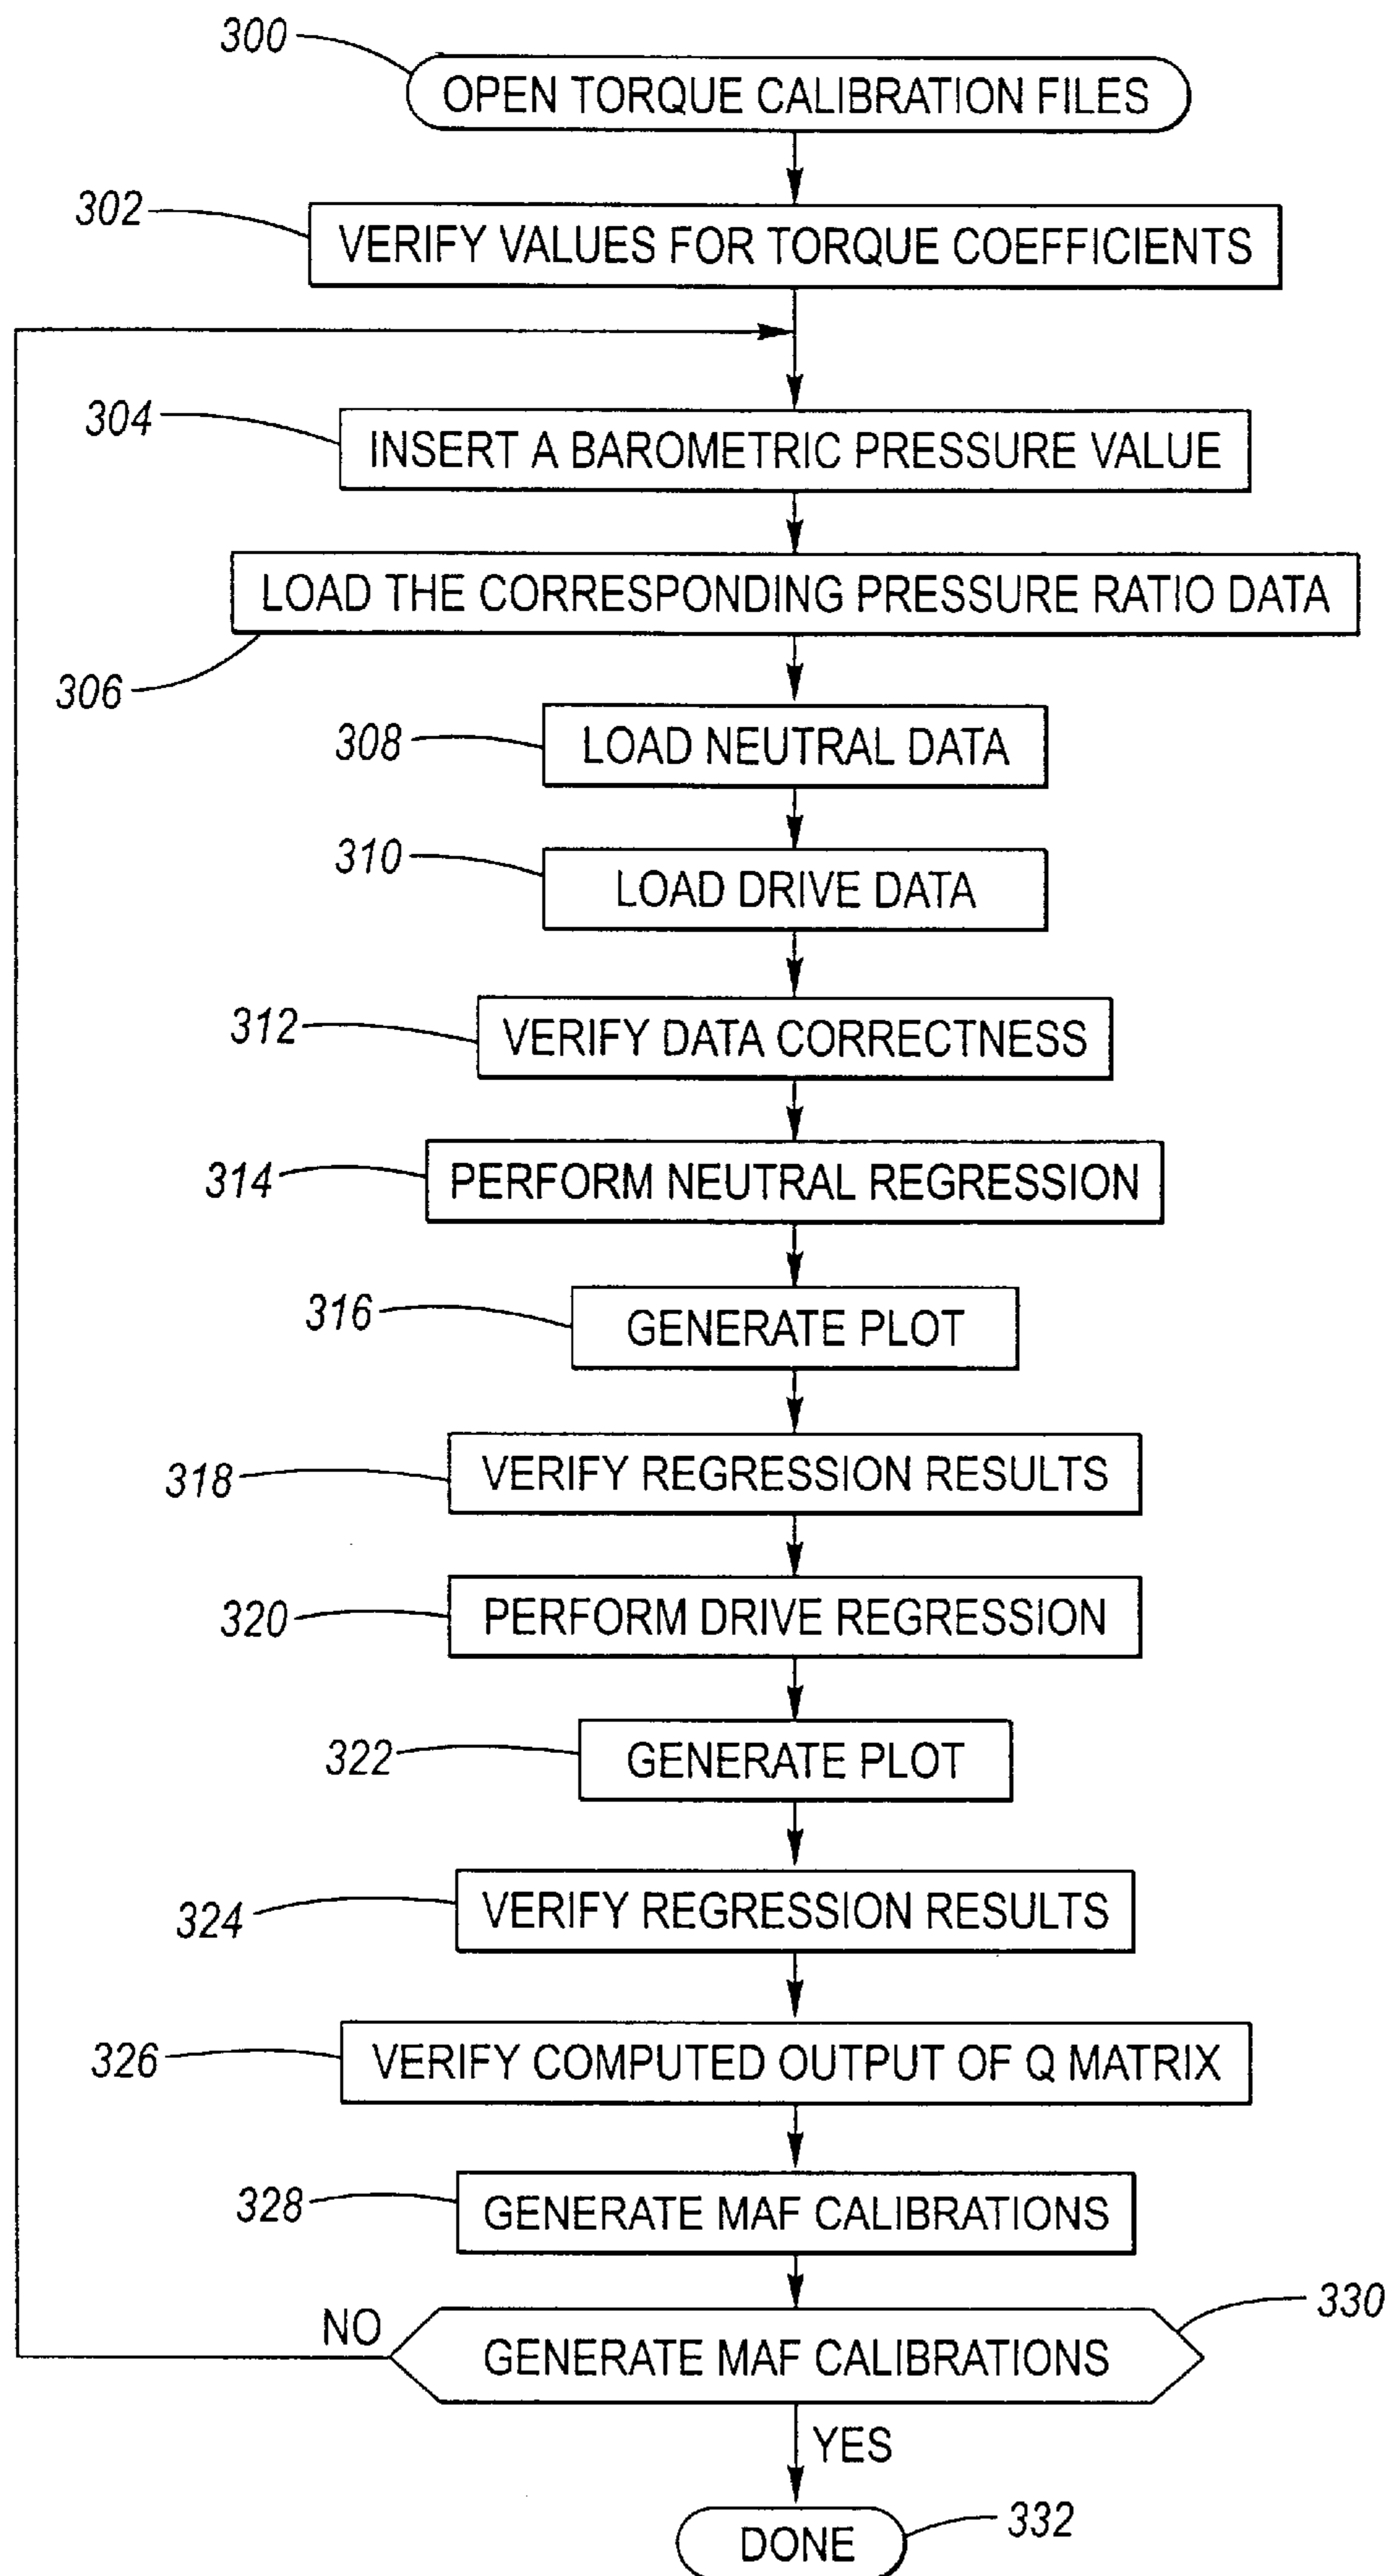 300
OPEN TORQUE CALIBRATION FILES
302
VERIFY VALUES FOR TORQUE COEFFICIENTS
304
INSERT A BAROMETRIC PRESSURE VALUE
LOAD THE CORRESPONDING PRESSURE RATIO DATA
306
308
LOAD NEUTRAL DATA
310
LOAD DRIVE DATA
312
VERIFY DATA CORRECTNESS
314
PERFORM NEUTRAL REGRESSION
316
GENERATE PLOT
318
VERIFY REGRESSION RESULTS
320
PERFORM DRIVE REGRESSION
322
GENERATE PLOT
324
VERIFY REGRESSION RESULTS
326
VERIFY COMPUTED OUTPUT OF Q MATRIX
328
GENERATE MAF CALIBRATIONS
330
NO
GENERATE MAF CALIBRATIONS
YES
332
DONE